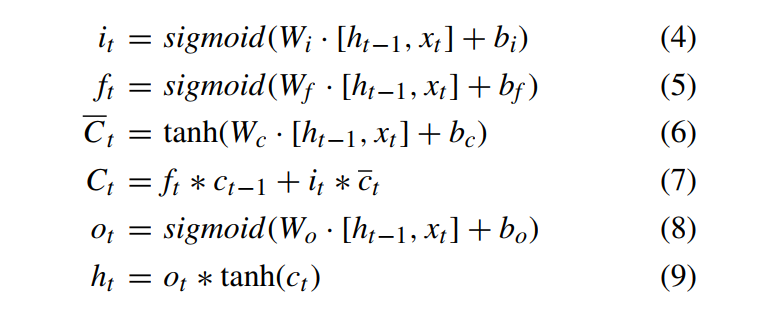 i_t = sigmoid(W_i · [h_{t−1}, x_t] + b_i) (4)
f_t = sigmoid(W_f · [h_{t−1}, x_t] + b_f) (5)
C̅_t = tanh(W_c · [h_{t−1}, x_t] + b_c) (6)
C_t = f_t ∗ c_{t−1} + i_t ∗ c̅_t (7)
o_t = sigmoid(W_o · [h_{t−1}, x_t] + b_o) (8)
h_t = o_t ∗ tanh(c_t) (9)